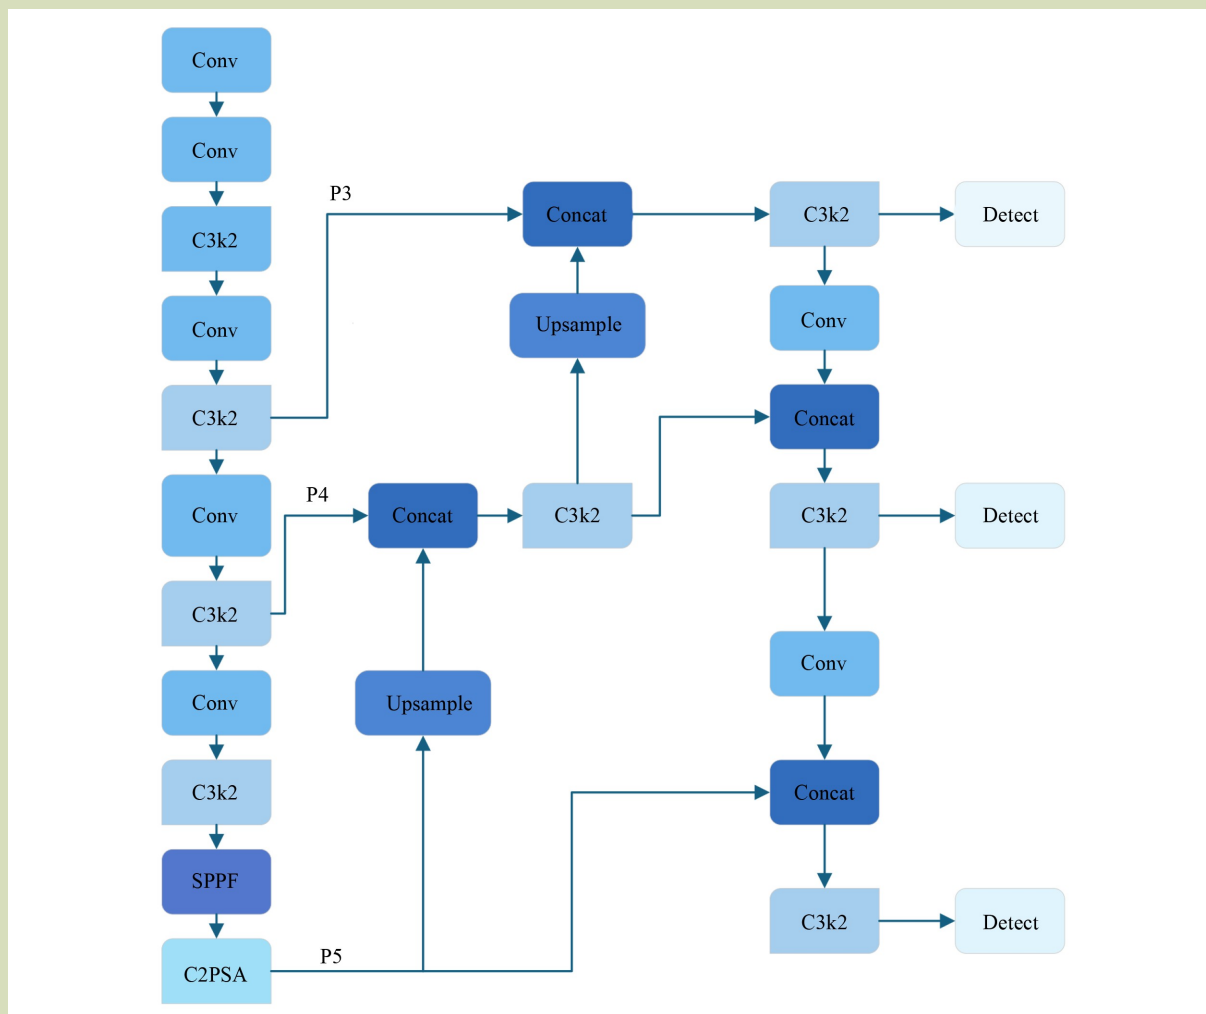 Conv
Conv
C3k2
Conv
C3k2
Conv
C3k2
Conv
C3k2
SPPF
C2PSA
P3
P4
P5
Concat
Upsample
Concat
C3k2
Upsample
C3k2
Detect
Conv
Concat
C3k2
Detect
Conv
Concat
C3k2
Detect